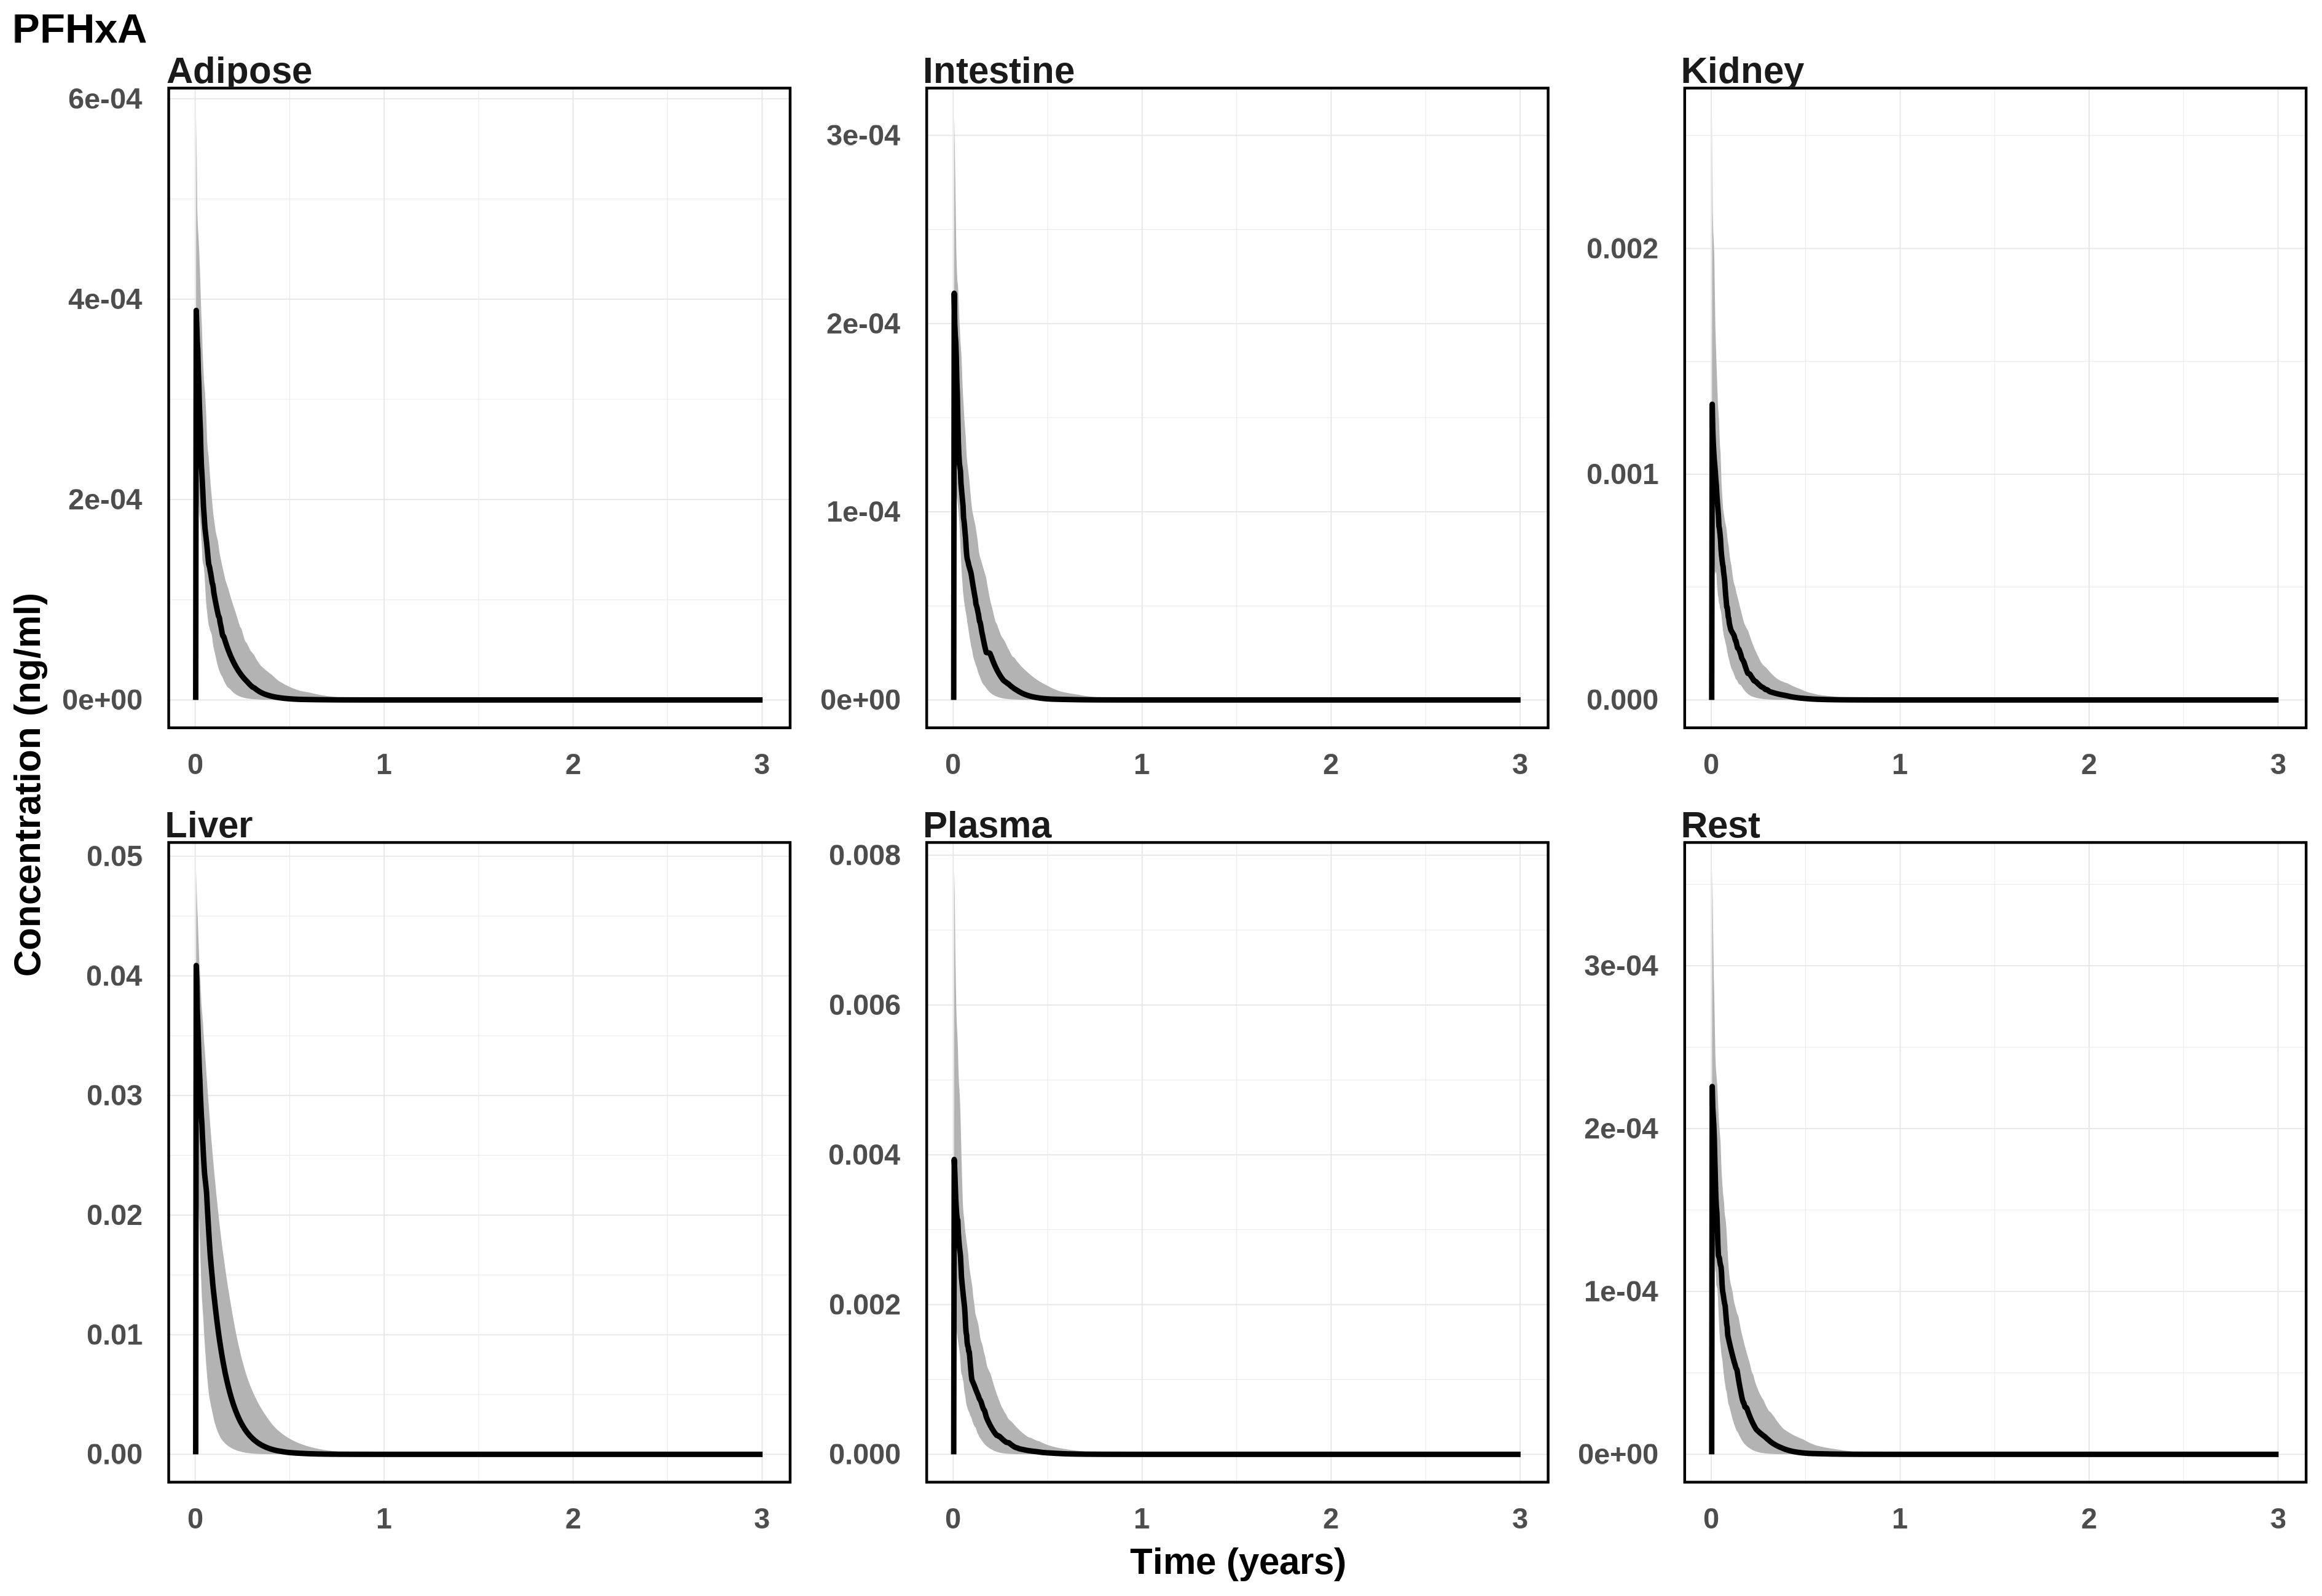 PFHxA
Adipose
Intestine
Kidney
6e-04
4e-04
2e-04
0e+00
3e-04
2e-04
1e-04
0e+00
0.002
0.001
0.000
0 1 2 3
0 1 2 3
0 1 2 3
Concentration (ng/ml)
Liver
Plasma
Rest
0.05
0.04
0.03
0.02
0.01
0.00
0.008
0.006
0.004
0.002
0.000
3e-04
2e-04
1e-04
0e+00
0 1 2 3
0 1 2 3
0 1 2 3
Time (years)